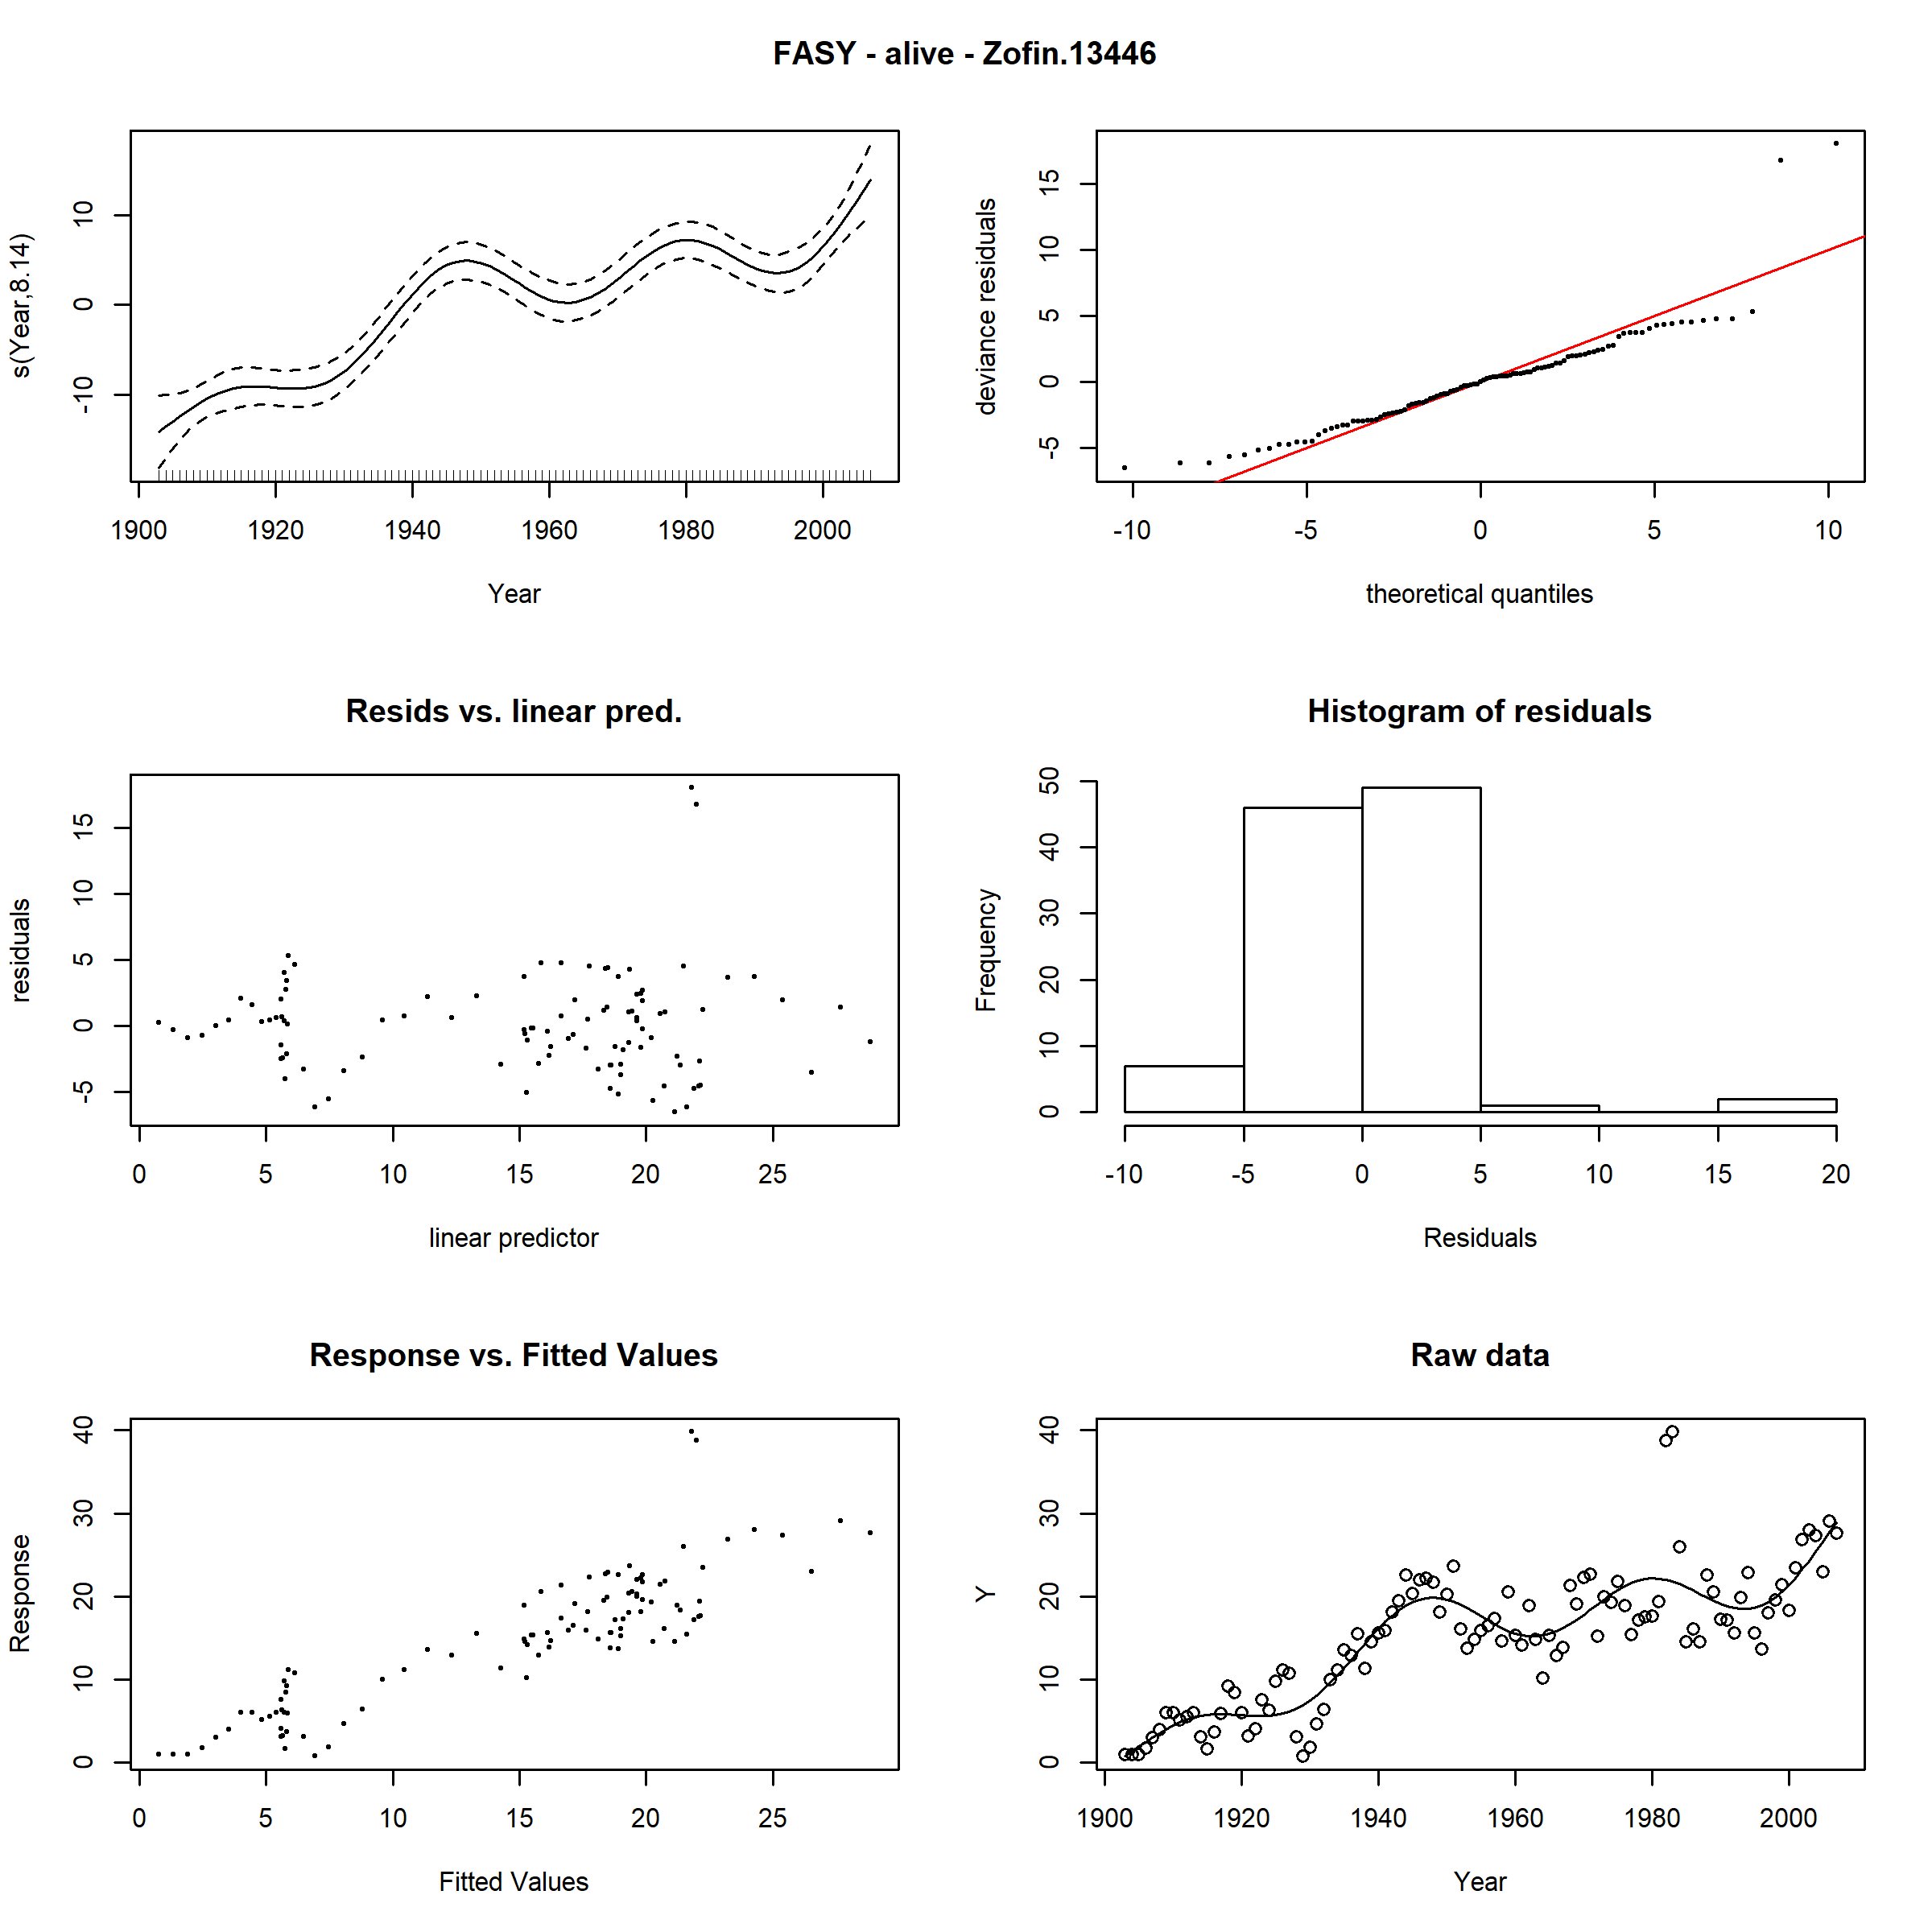 FASY - alive - Zofin.13446
s(Year,8.14)
-10 0 10
1900 1920 1940 1960 1980 2000
Year
deviance residuals
-5 0 5 10 15
-10 -5 0 5 10
theoretical quantiles
Resids vs. linear pred.
residuals
-5 0 5 10 15
0 5 10 15 20 25
linear predictor
Histogram of residuals
Frequency
0 10 20 30 40 50
-10 -5 0 5 10 15 20
Residuals
Response vs. Fitted Values
Response
0 10 20 30 40
0 5 10 15 20 25
Fitted Values
Raw data
Y
0 10 20 30 40
1900 1920 1940 1960 1980 2000
Year